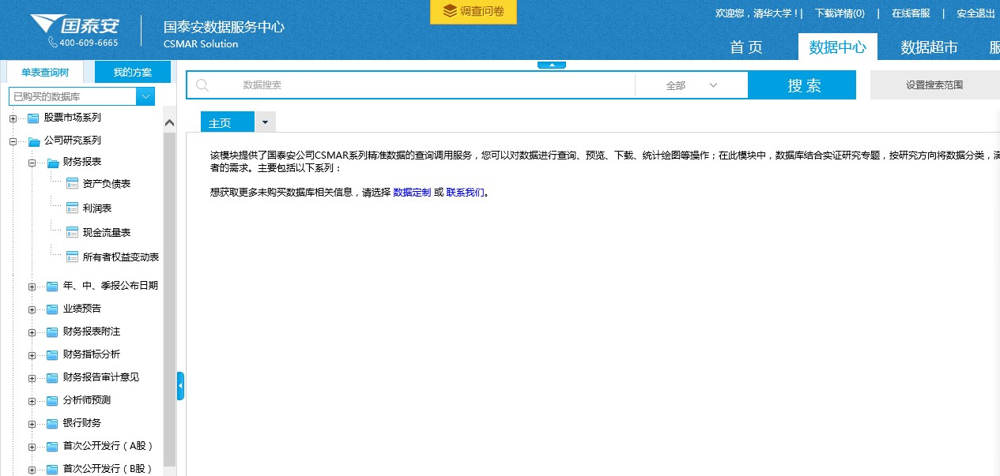 调查问卷
国泰安
400-609-6665
国泰安数据服务中心
CSMAR Solution
欢迎您，清华大学！| 下载详情(0) | 在线客服 | 安全退出
首 页 数据中心 数据超市
单表查询树 我的方案
已购买的数据库
数据搜索 全部 搜 索 设置搜索范围
主页
股票市场系列
公司研究系列
财务报表
资产负债表
利润表
现金流量表
所有者权益变动表
年、中、季报公布日期
业绩预告
财务报表附注
财务指标分析
财务报告审计意见
分析师预测
银行财务
首次公开发行（A股）
首次公开发行（B股）
该模块提供了国泰安公司CSMAR系列精准数据的查询调用服务，您可以对数据进行查询、预览、下载、统计绘图等操作；在此模块中，数据库结合实证研究专题，按研究方向将数据分类，满
者的需求。主要包括以下系列：
想获取更多未购买数据库相关信息，请选择 数据定制 或 联系我们。